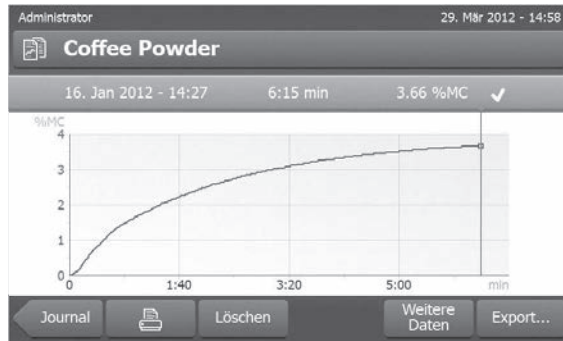 Administrator 29. Mär 2012 - 14:58
Coffee Powder
16. Jan 2012 - 14:27 6:15 min 3.66 %MC
%MC
4
3
2
1
0
0 1:40 3:20 5:00 min
Journal Löschen Weitere Daten Export...